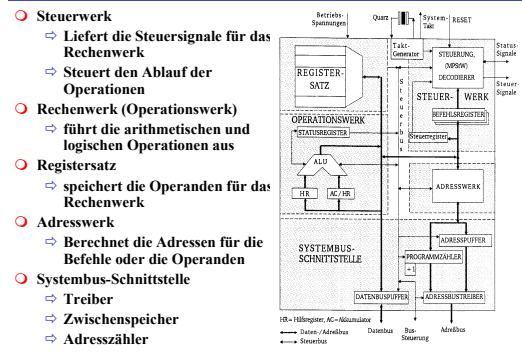 Steuerwerk
Liefert die Steuersignale für das
Rechenwerk
Steuert den Ablauf der
Operationen
Rechenwerk (Operationswerk)
führt die arithmetischen und
logischen Operationen aus
Registersatz
speichert die Operanden für das
Rechenwerk
Adresswerk
Berechnet die Adressen für die
Befehle oder die Operanden
Systembus-Schnittstelle
Treiber
Zwischenspeicher
Adresszähler
Betriebs-
Spannungen
Quarz
System-
Takt
RESET
Takt-
Generator
STEUERUNG,
(MPStW)
DECODIERER
Status-
Signale
Steuer-
Signale
REGISTER-
SATZ
Steuerbus
STEUER- WERK
BEFEHLSREGISTER
Steuerregister
OPERATIONSWERK
STATUSREGISTER
ALU
HR
AC/HR
ADRESSWERK
SYSTEMBUS-
SCHNITTSTELLE
ADRESSPUFFER
PROGRAMMZÄHLER
+1
DATENBUSPUFFER
ADRESSBUSTREIBER
HR= Hilfsregister, AC= Akkumulator
Daten-/Adreßbus
Steuerbus
Datenbus
Bus-
Steuerung
Adreßbus